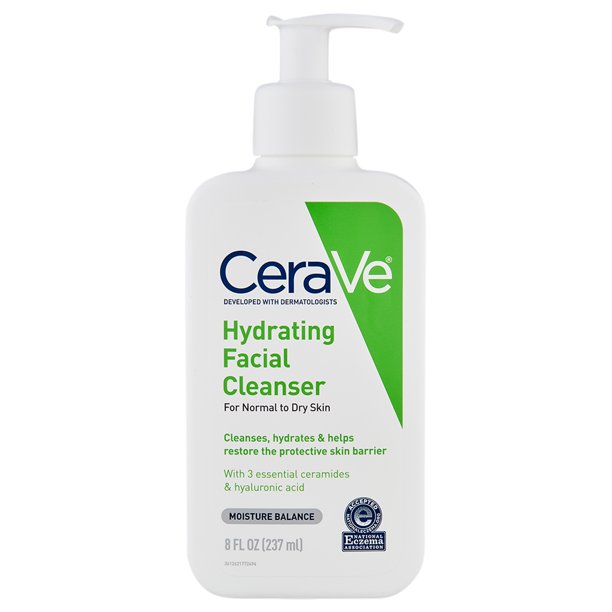 CeraVe®
DEVELOPED WITH DERMATOLOGISTS
Hydrating
Facial
Cleanser
For Normal to Dry Skin
Cleanses, hydrates & helps
restore the protective skin barrier
With 3 essential ceramides
& hyaluronic acid
MOISTURE BALANCE
8 FL OZ (237 ml)
ACCEPTED
e
NATIONAL
Eczema
ASSOCIATION